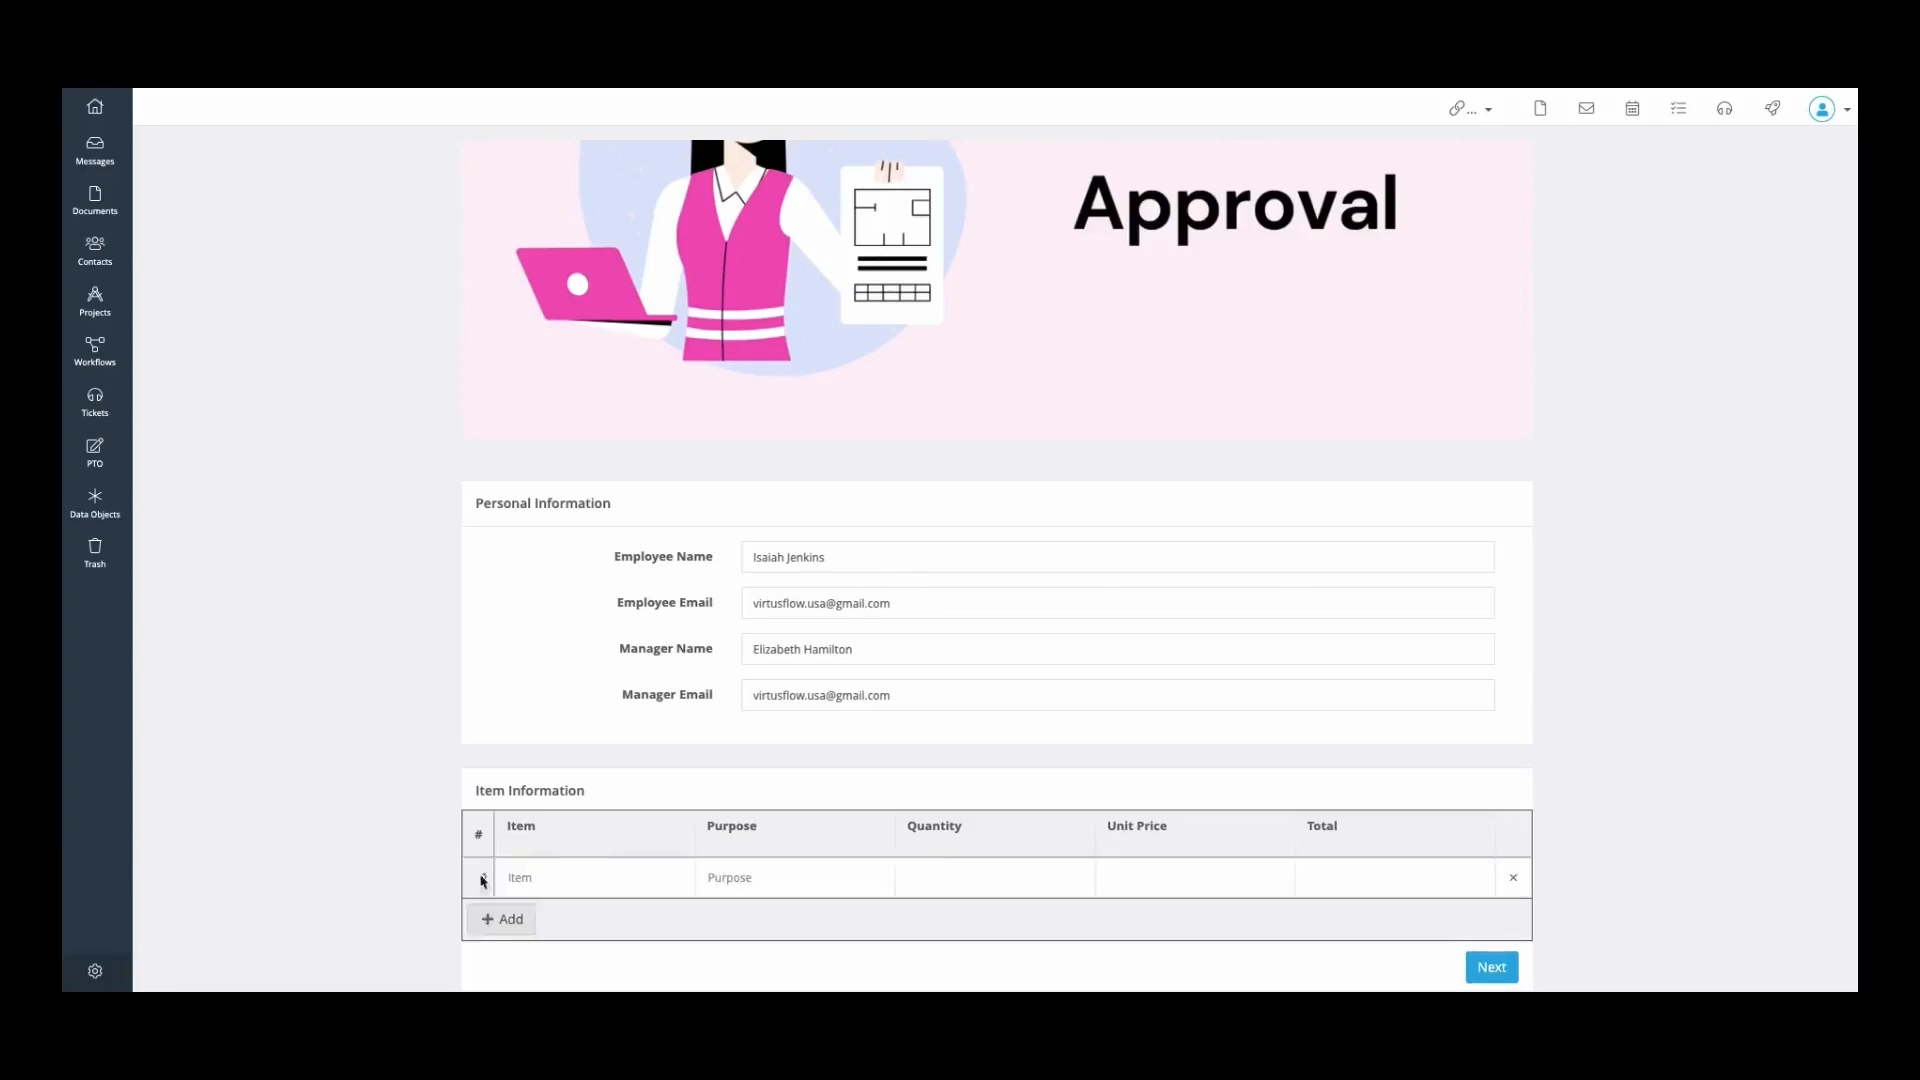 ...
Messages
Documents
Contacts
Projects
Workflows
Tickets
PTO
Data Objects
Trash
Approval
Personal Information
Employee Name Isaiah Jenkins
Employee Email virtusflow.usa@gmail.com
Manager Name Elizabeth Hamilton
Manager Email virtusflow.usa@gmail.com
Item Information
# Item Purpose Quantity Unit Price Total
Item Purpose ×
+ Add
Next